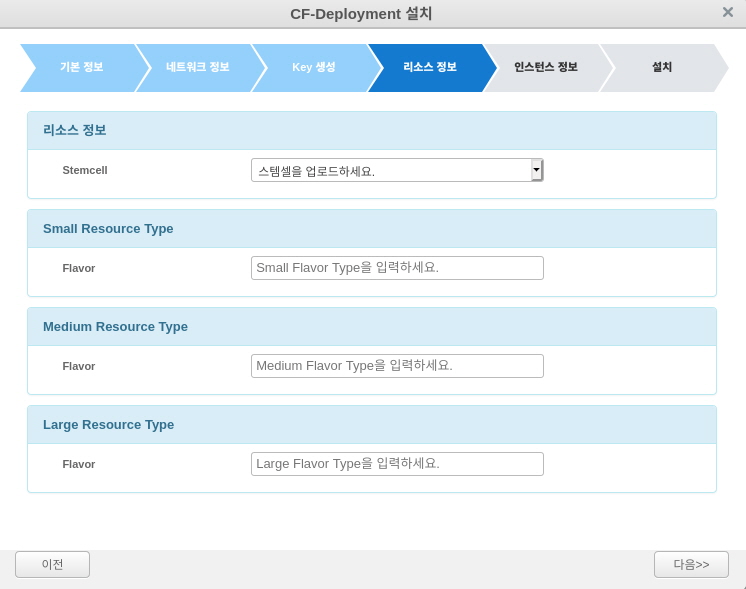 CF-Deployment 설치
×
기본 정보
네트워크 정보
Key 생성
리소스 정보
인스턴스 정보
설치
리소스 정보
Stemcell
스템셀을 업로드하세요.
Small Resource Type
Flavor
Small Flavor Type을 입력하세요.
Medium Resource Type
Flavor
Medium Flavor Type을 입력하세요.
Large Resource Type
Flavor
Large Flavor Type을 입력하세요.
이전
다음>>